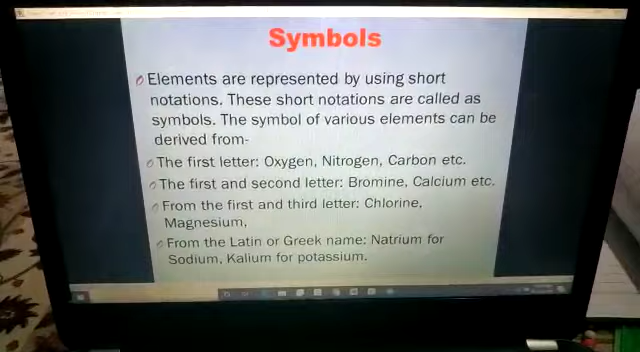 Symbols
Elements are represented by using short
notations. These short notations are called as
symbols. The symbol of various elements can be
derived from-
The first letter: Oxygen, Nitrogen, Carbon etc.
The first and second letter: Bromine, Calcium etc.
From the first and third letter: Chlorine,
Magnesium,
From the Latin or Greek name: Natrium for
Sodium, Kalium for potassium.